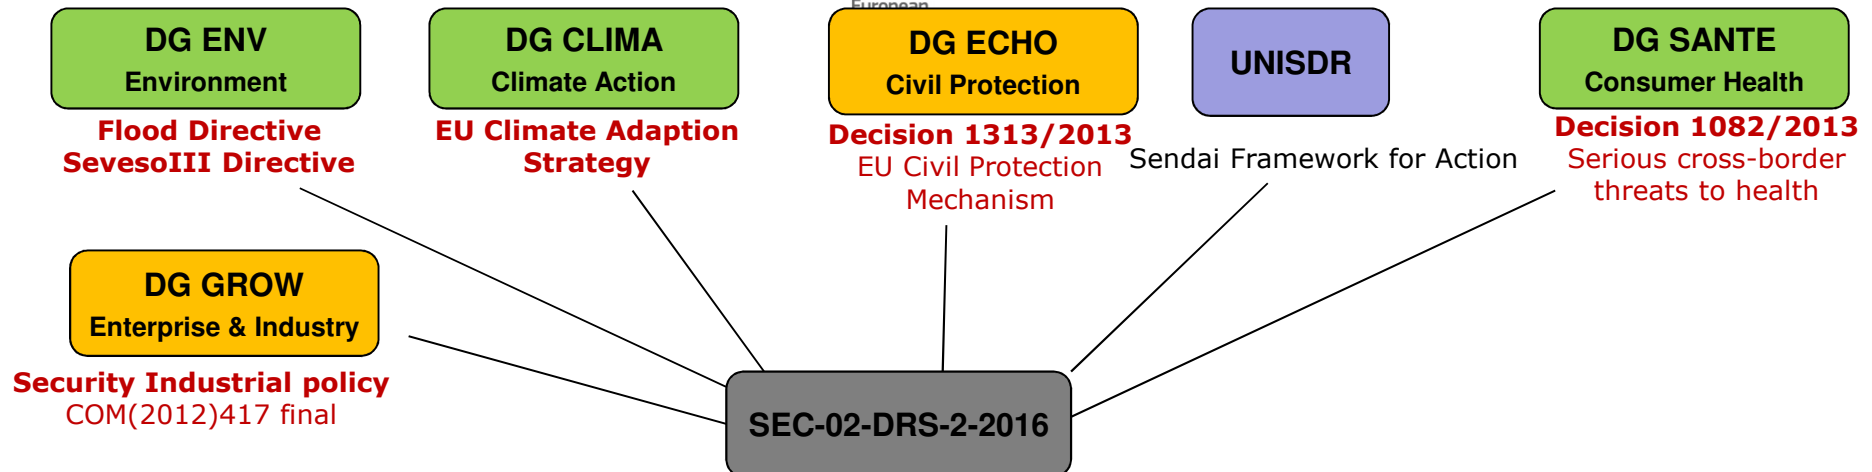 European
DG ENV
Environment
DG CLIMA
Climate Action
DG ECHO
Civil Protection
UNISDR
DG SANTE
Consumer Health
Flood Directive
SevesoIII Directive
EU Climate Adaption
Strategy
Decision 1313/2013
EU Civil Protection
Mechanism
Sendai Framework for Action
Decision 1082/2013
Serious cross-border
threats to health
DG GROW
Enterprise & Industry
Security Industrial policy
COM(2012)417 final
SEC-02-DRS-2-2016